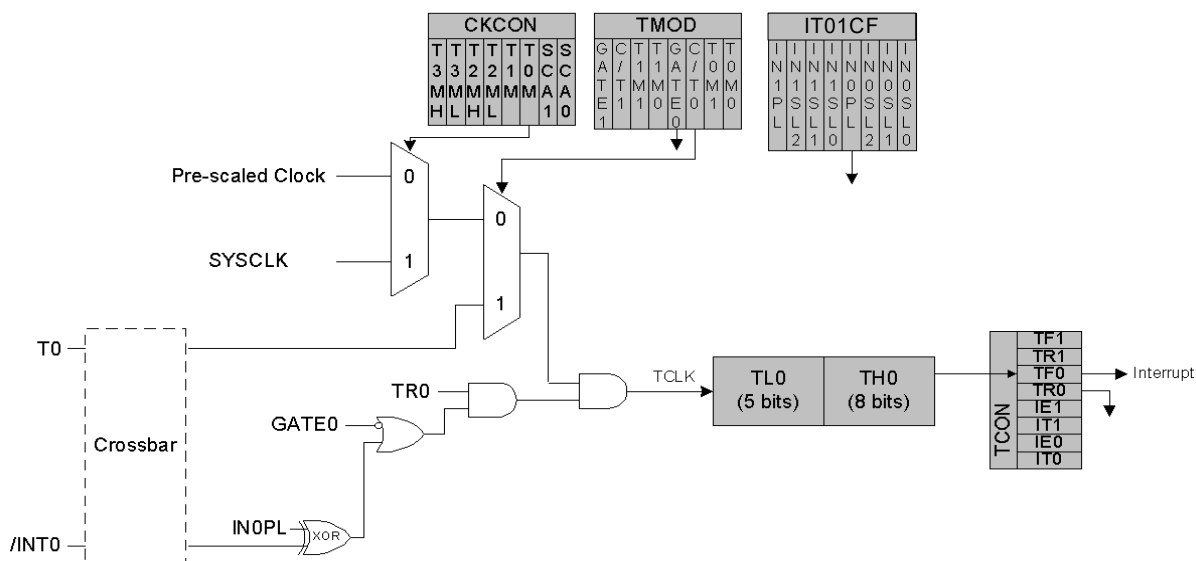 CKCON
T3MH
T3ML
T2MH
T2ML
T1M
T0M
SCA1
SCA0
TMOD
GATE1
C/T1
T1M1
T1M0
GATE0
C/T0
T0M1
T0M0
IT01CF
IN1PL
IN1SL2
IN1SL1
IN1SL0
IN0PL
IN0SL2
IN0SL1
IN0SL0
Pre-scaled Clock
0
SYSCLK
1
0
1
T0
Crossbar
/INT0
TR0
GATE0
IN0PL
XOR
TCLK
TL0
(5 bits)
TH0
(8 bits)
TCON
TF1
TR1
TF0
TR0
IE1
IT1
IE0
IT0
Interrupt